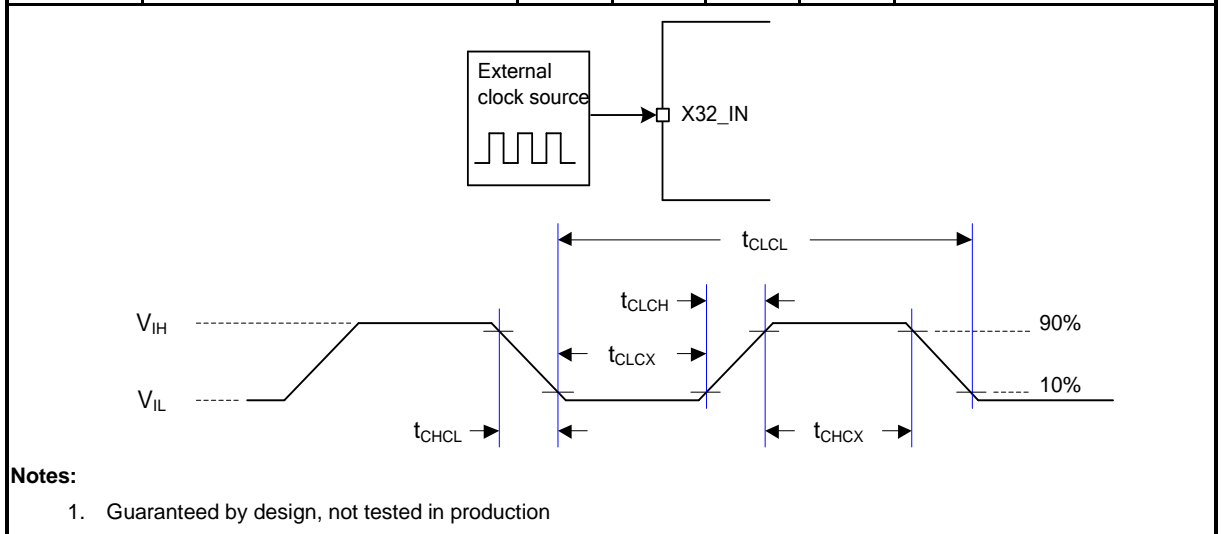 External
clock source
X32_IN
tCLCL
tCLCH
VIH
90%
tCLCX
VIL
10%
tCHCL
tCHCX
Notes:
1. Guaranteed by design, not tested in production